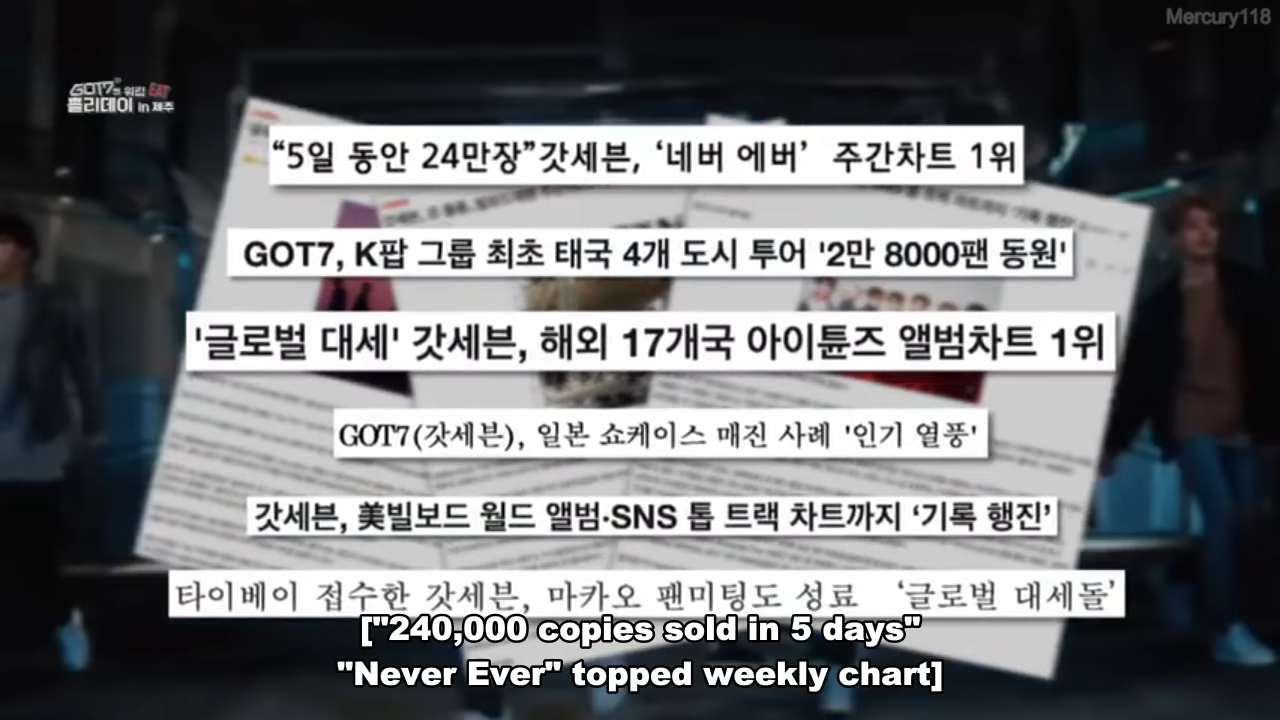 Mercury118
GOT7의 워킹 EAT
홀리데이 in 제주
“5일 동안 24만장”갓세븐, ‘네버 에버’ 주간차트 1위
GOT7, K팝 그룹 최초 태국 4개 도시 투어 '2만 8000팬 동원'
'글로벌 대세' 갓세븐, 해외 17개국 아이튠즈 앨범차트 1위
GOT7(갓세븐), 일본 쇼케이스 매진 사례 '인기 열풍'
갓세븐, 美빌보드 월드 앨범·SNS 톱 트랙 차트까지 ‘기록 행진’
타이베이 접수한 갓세븐, 마카오 팬미팅도 성료 ‘글로벌 대세돌’
["240,000 copies sold in 5 days"
"Never Ever" topped weekly chart]